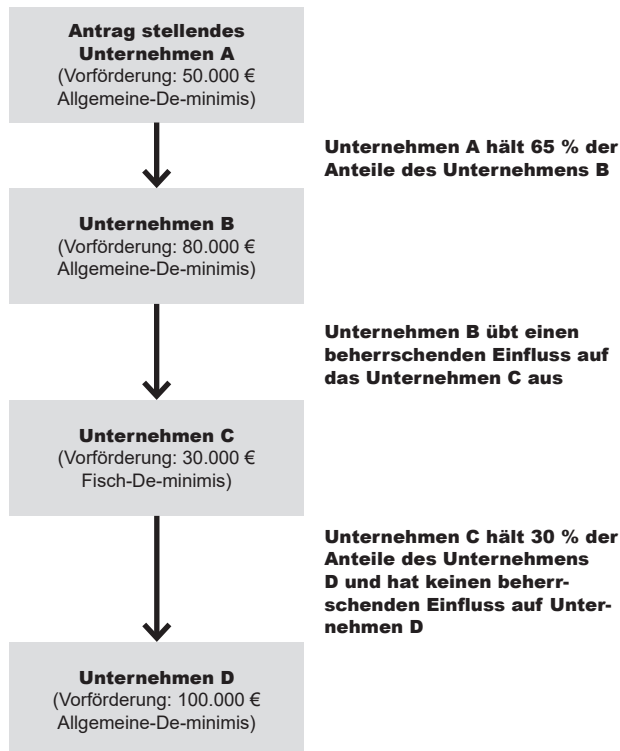 Antrag stellendes
Unternehmen A
(Vorförderung: 50.000 €
Allgemeine-De-minimis)
Unternehmen A hält 65 % der
Anteile des Unternehmens B
Unternehmen B
(Vorförderung: 80.000 €
Allgemeine-De-minimis)
Unternehmen B übt einen
beherrschenden Einfluss auf
das Unternehmen C aus
Unternehmen C
(Vorförderung: 30.000 €
Fisch-De-minimis)
Unternehmen C hält 30 % der
Anteile des Unternehmens
D und hat keinen beherr-
schenden Einfluss auf Unter-
nehmen D
Unternehmen D
(Vorförderung: 100.000 €
Allgemeine-De-minimis)